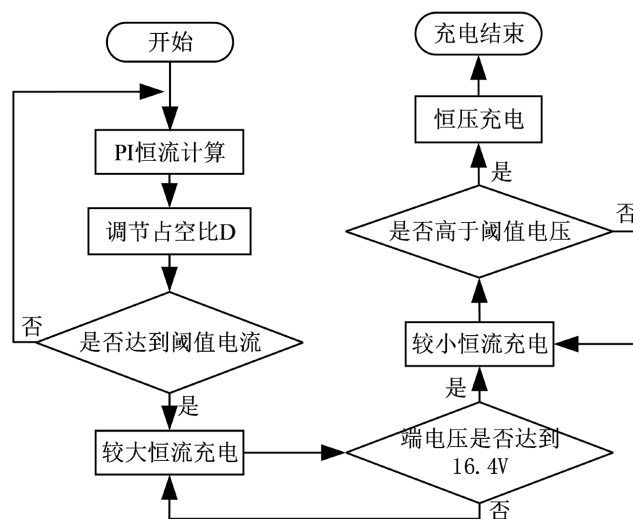 开始
PI恒流计算
调节占空比D
是否达到阈值电流
否
是
较大恒流充电
端电压是否达到
16.4V
否
是
较小恒流充电
是否高于阈值电压
否
是
恒压充电
充电结束